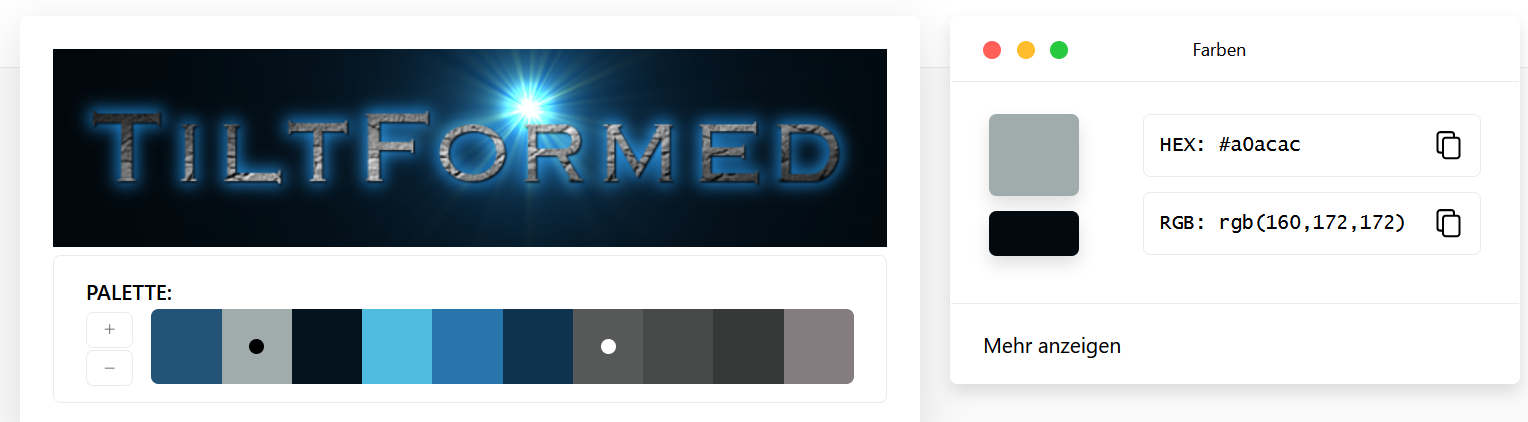 TILTFORMED
PALETTE:
+
−
Farben
HEX: #a0acac
RGB: rgb(160,172,172)
Mehr anzeigen